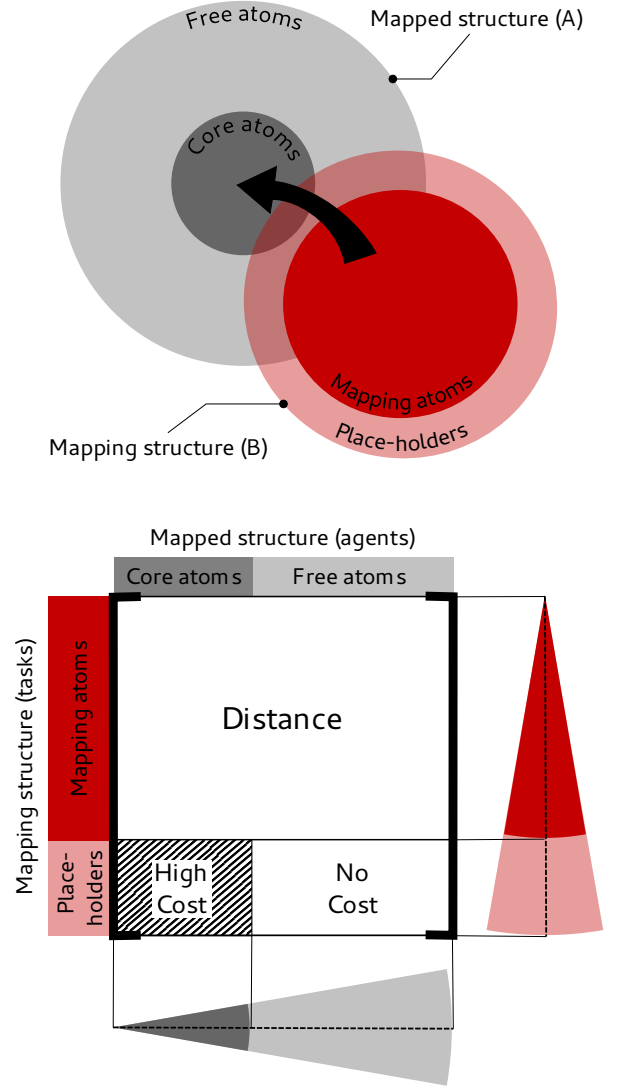 Free atoms
Mapped structure (A)
Core atoms
Mapping atoms
Place-holders
Mapping structure (B)
Mapped structure (agents)
Core atoms
Free atoms
Mapping structure (tasks)
Mapping atoms
Distance
Place-
holders
High
Cost
No
Cost